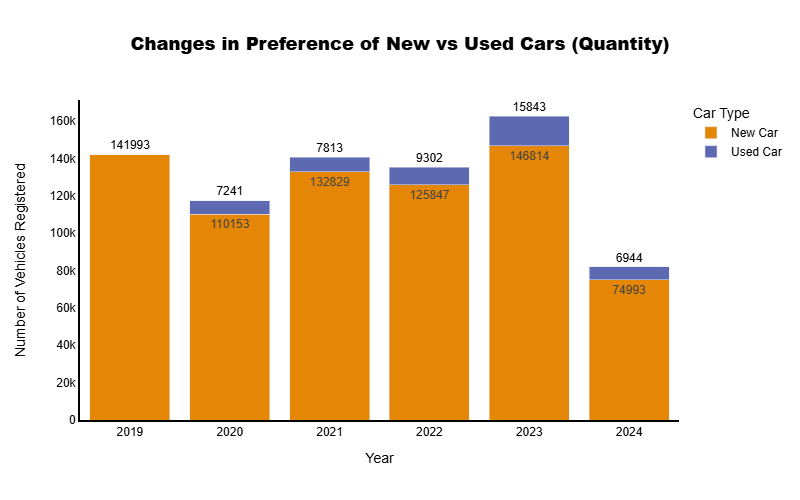 Changes in Preference of New vs Used Cars (Quantity)
Number of Vehicles Registered
160k
140k
120k
100k
80k
60k
40k
20k
0
141993
7241
110153
7813
132829
9302
125847
15843
146814
6944
74993
2019
2020
2021
2022
2023
2024
Year
Car Type
New Car
Used Car